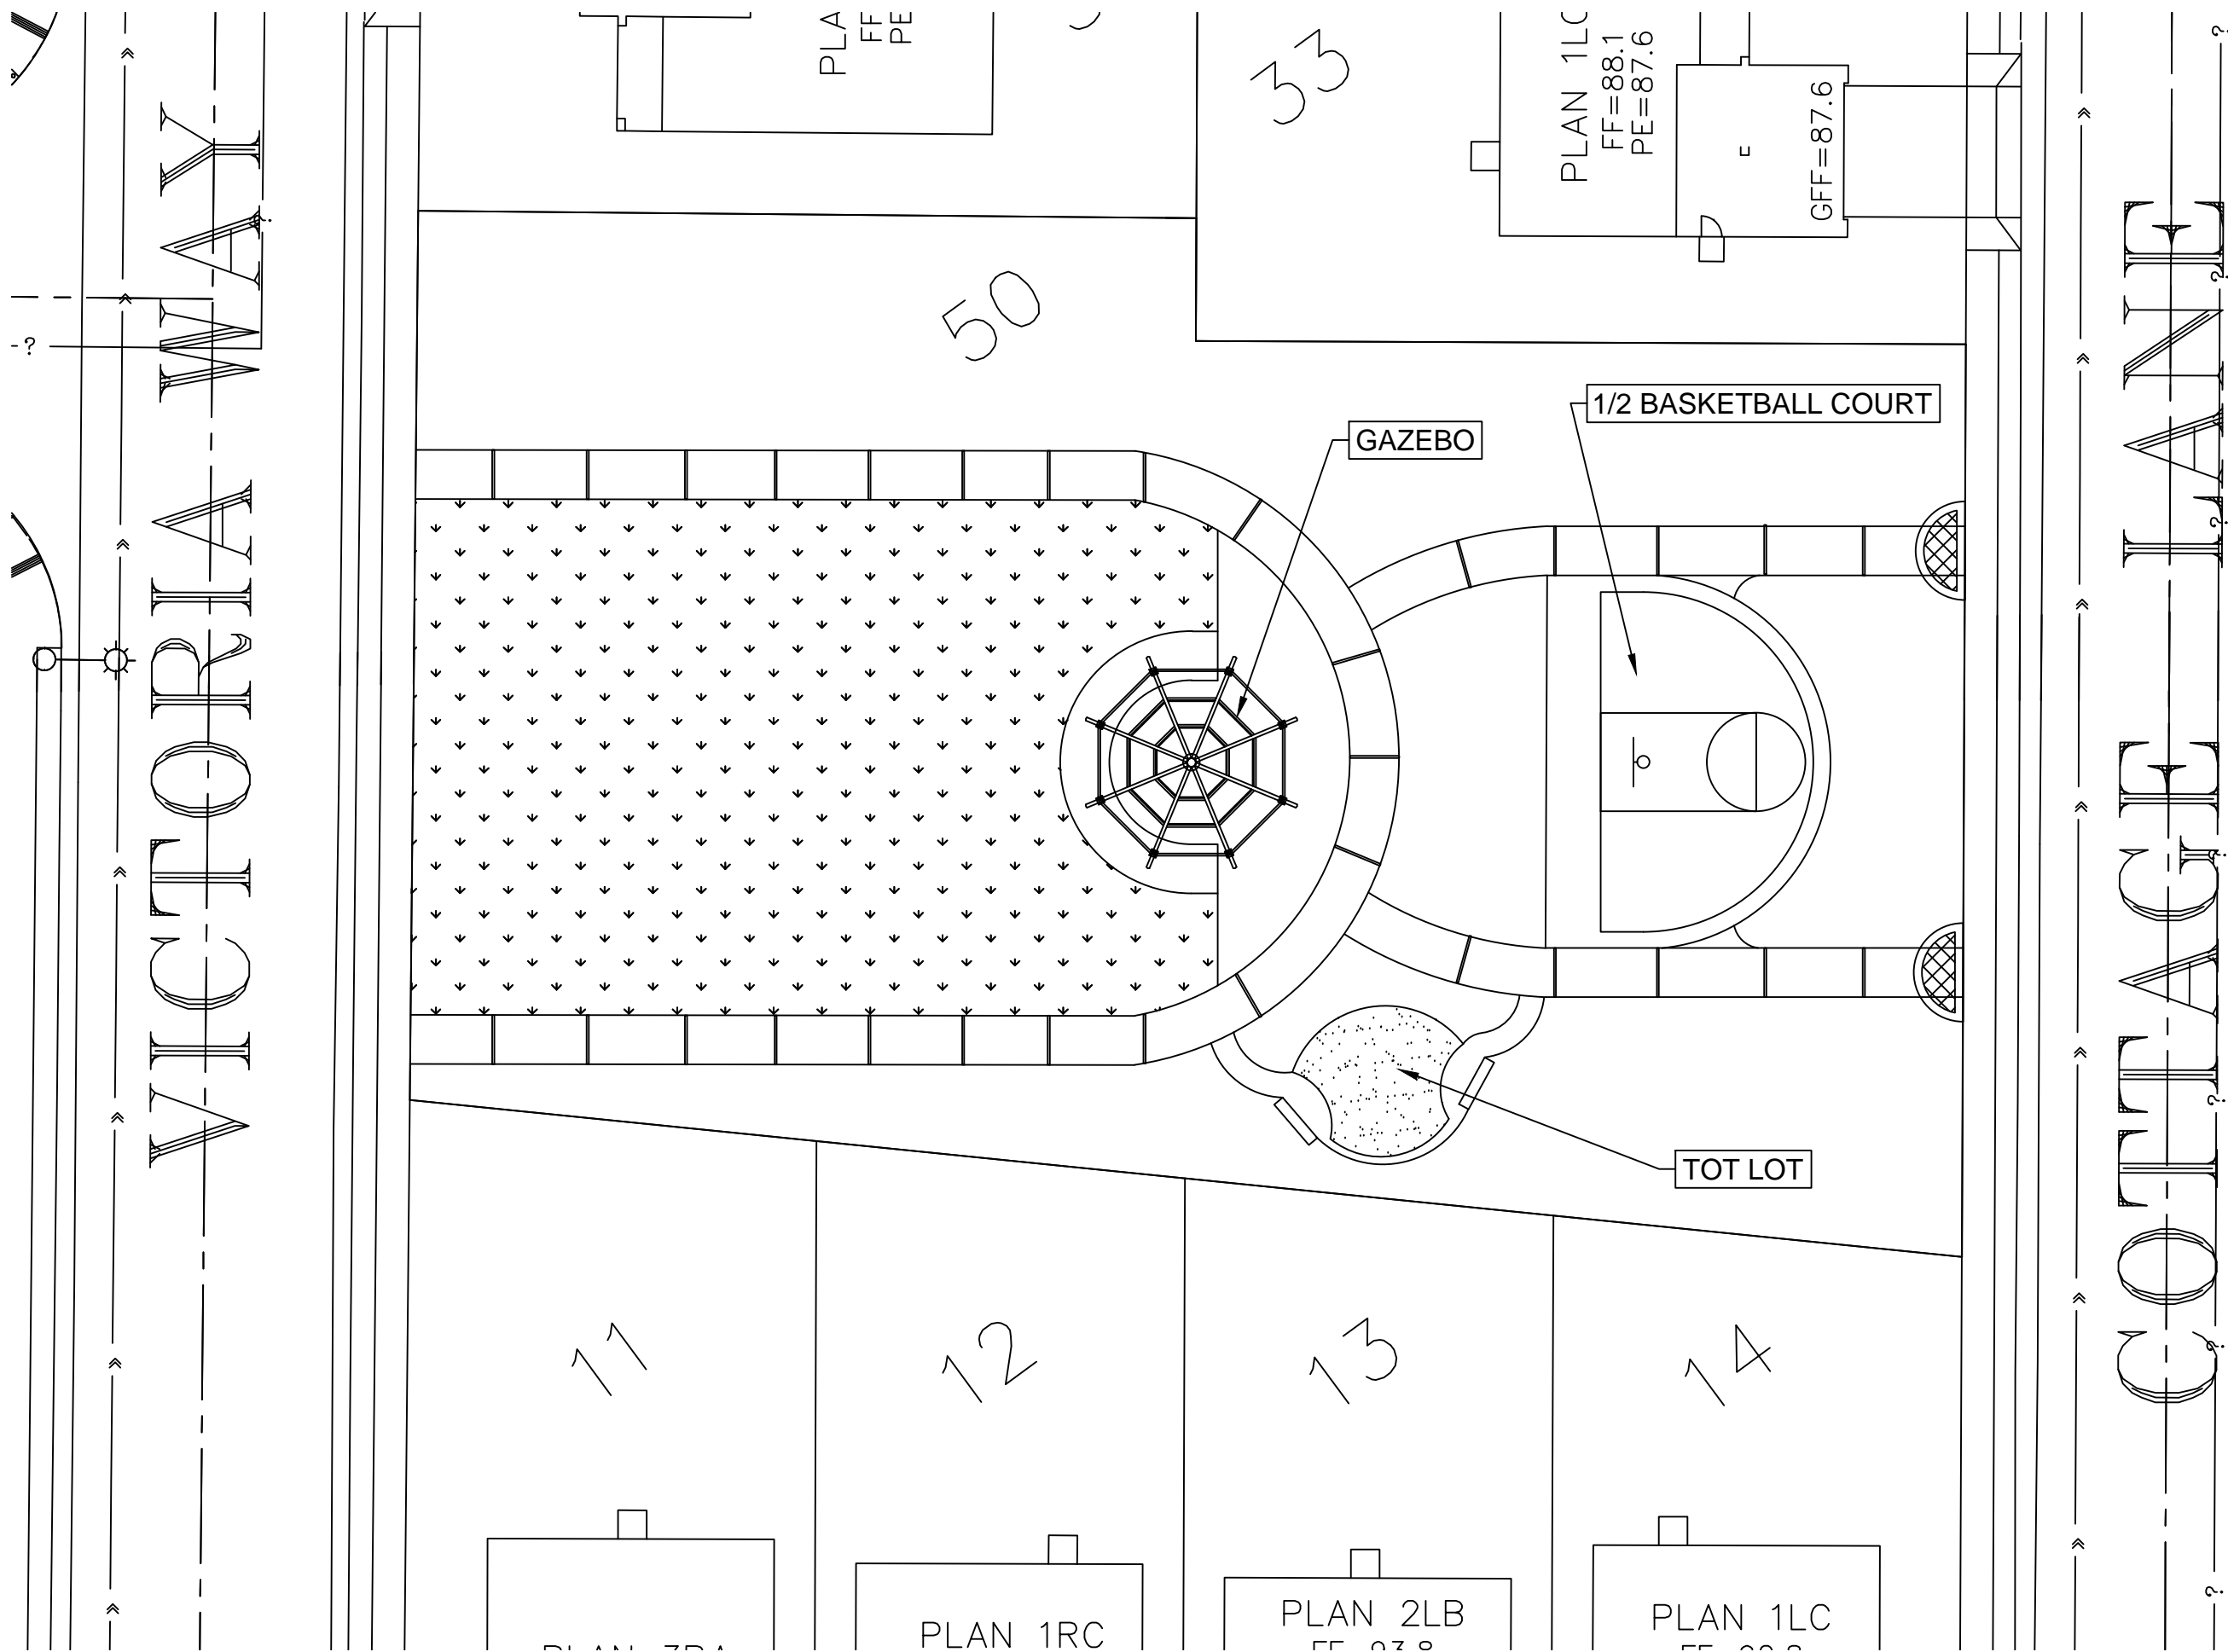 33
PLAN 1LC
FF=88.1
PE=87.6
GFF=87.6
VICTORIA WAY
50
1/2 BASKETBALL COURT
GAZEBO
TOT LOT
COTTAGE LANE
11
12
13
14
PLAN 1RC
PLAN 2LB
PLAN 1LC